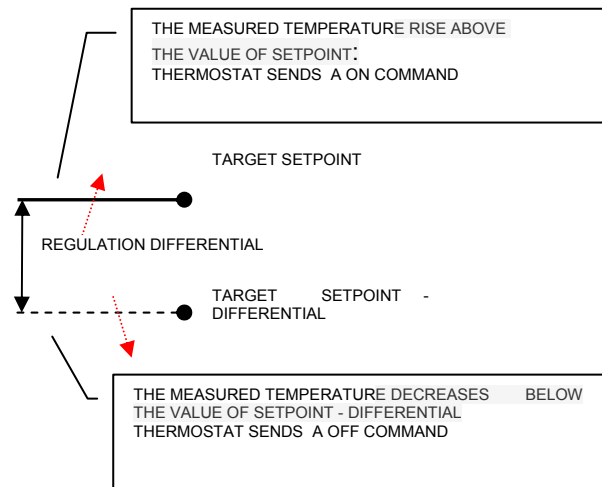 THE MEASURED TEMPERATURE RISE ABOVE
THE VALUE OF SETPOINT:
THERMOSTAT SENDS A ON COMMAND
TARGET SETPOINT
REGULATION DIFFERENTIAL
TARGET SETPOINT -
DIFFERENTIAL
THE MEASURED TEMPERATURE DECREASES BELOW
THE VALUE OF SETPOINT - DIFFERENTIAL
THERMOSTAT SENDS A OFF COMMAND